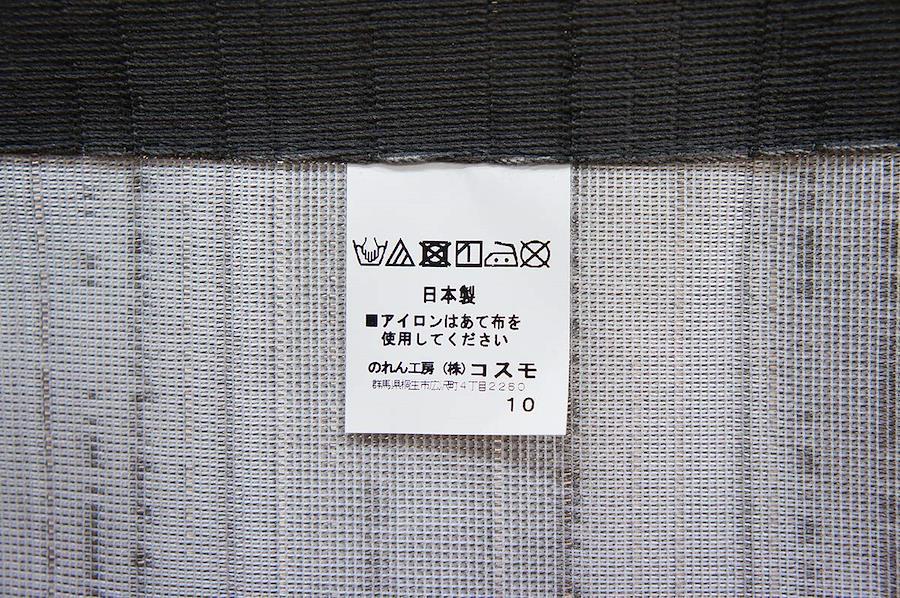 日本製
■アイロンはあて布を
使用してください
のれん工房（株）コスモ
群馬県桐生市広沢町4丁目2260
10